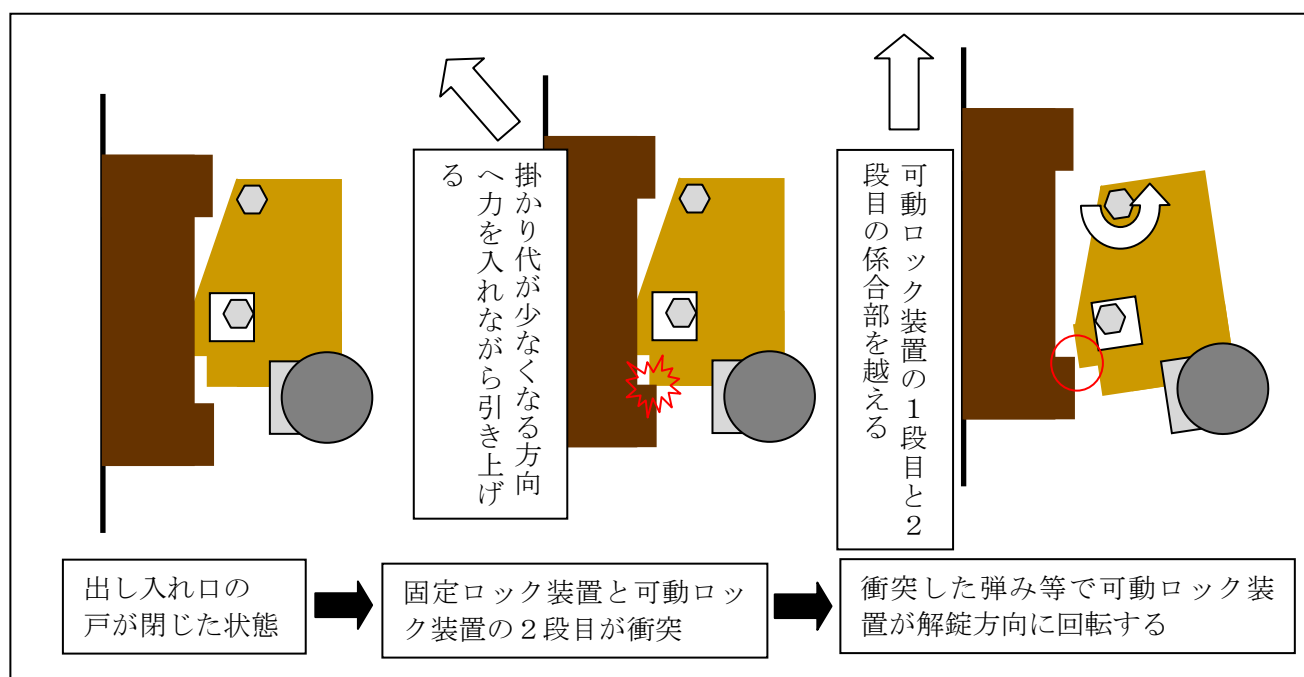 掛かり代が少なくなる方向
へ力を入れながら引き上げ
る
可動ロック装置の１段目と２
段目の係合部を越える
出し入れ口の
戸が閉じた状態
固定ロック装置と可動ロッ
ク装置の２段目が衝突
衝突した弾み等で可動ロック装
置が解錠方向に回転する